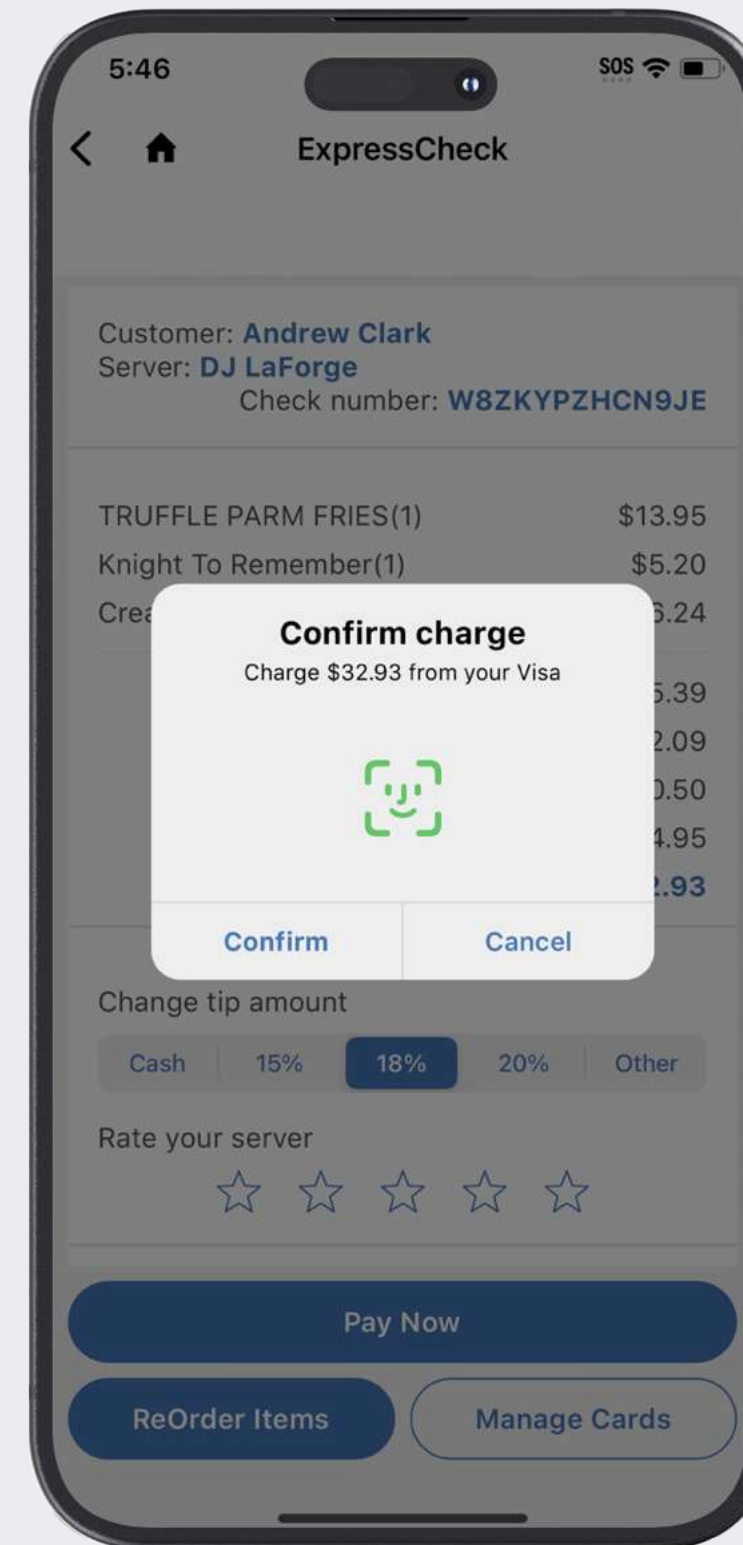 5:46 SOS
ExpressCheck
Customer: Andrew Clark
Server: DJ LaForge
Check number: W8ZKYPZHCN9JE
TRUFFLE PARM FRIES(1) $13.95
Knight To Remember(1) $5.20
Confirm charge
Charge $32.93 from your Visa
Confirm Cancel
Change tip amount
Cash 15% 18% 20% Other
Rate your server
Pay Now
ReOrder Items Manage Cards